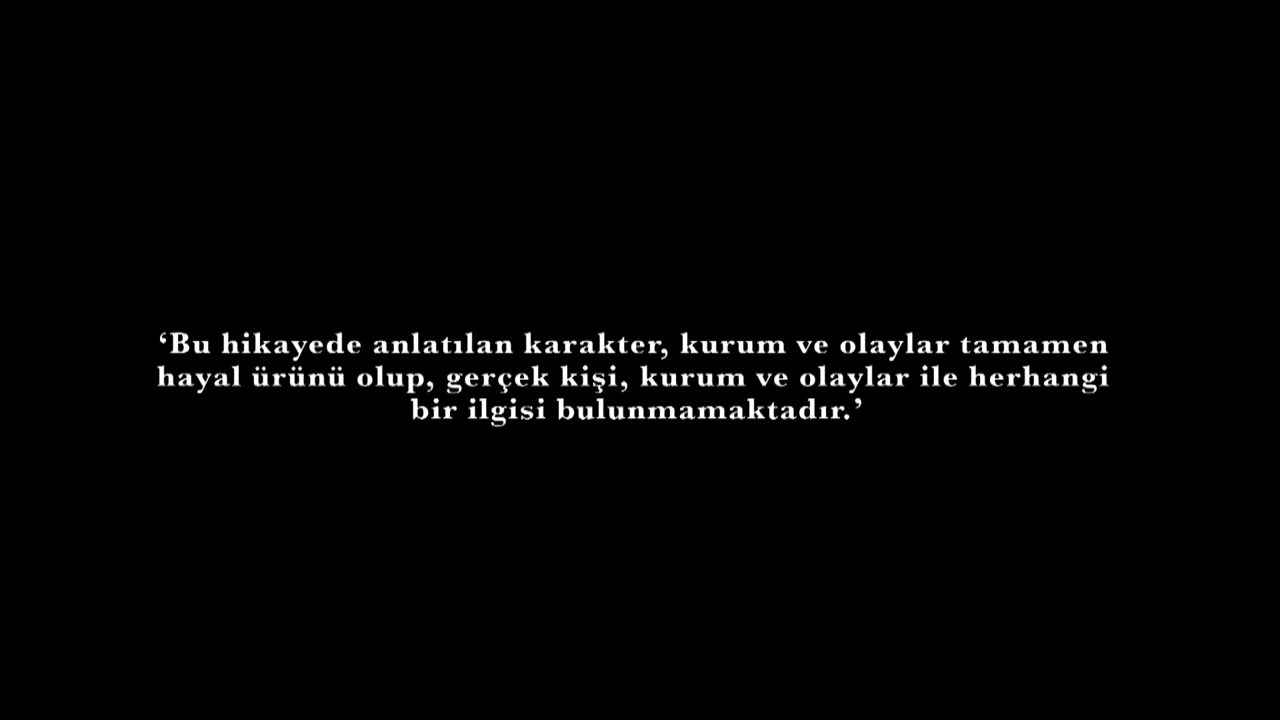 ‘Bu hikayede anlatılan karakter, kurum ve olaylar tamamen
hayal ürünü olup, gerçek kişi, kurum ve olaylar ile herhangi
bir ilgisi bulunmamaktadır.’